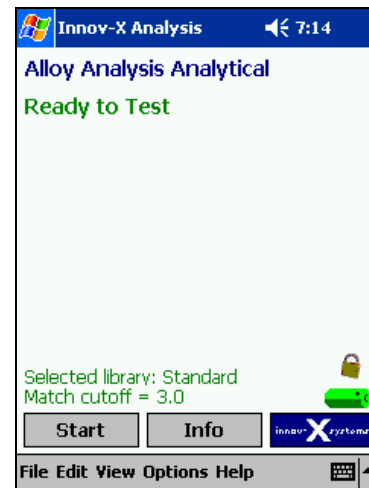 Innov-X Analysis 7:14
Alloy Analysis Analytical
Ready to Test
Selected library: Standard
Match cutoff = 3.0
Start Info innov-X systems
File Edit View Options Help